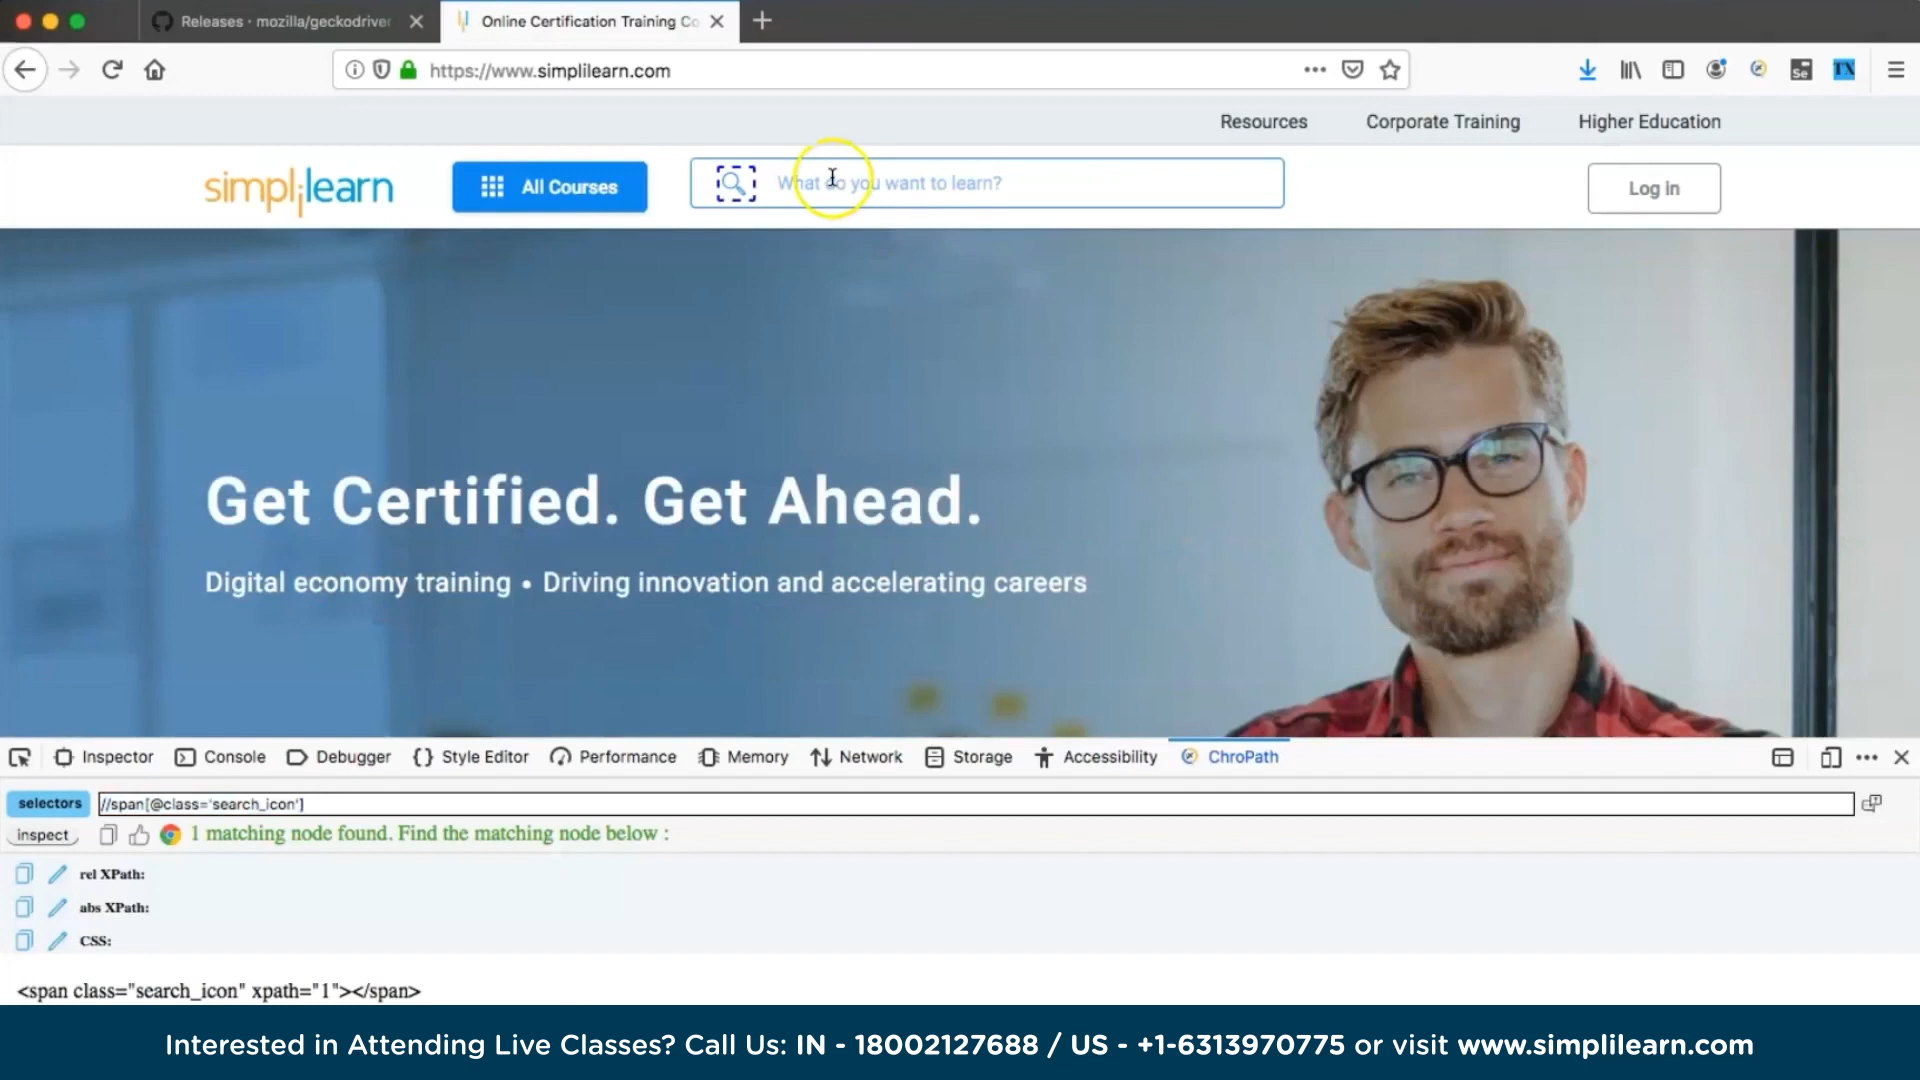 Releases · mozilla/geckodriver
Online Certification Training Co
https://www.simplilearn.com
Se
TX
Resources
Corporate Training
Higher Education
simplilearn
All Courses
What do you want to learn?
Log in
Get Certified. Get Ahead.
Digital economy training • Driving innovation and accelerating careers
Inspector
Console
Debugger
{} Style Editor
Performance
Memory
Network
Storage
Accessibility
ChroPath
selectors
//span[@class='search_icon']
inspect
1 matching node found. Find the matching node below :
rel XPath:
abs XPath:
CSS:
<span class="search_icon" xpath="1"></span>
Interested in Attending Live Classes? Call Us: IN - 18002127688 / US - +1-6313970775 or visit www.simplilearn.com